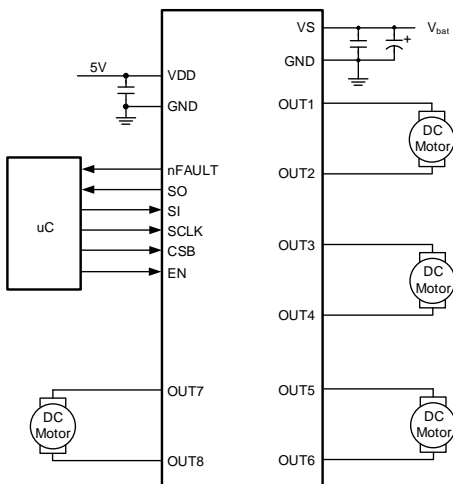 VS
V_bat
5V
VDD
GND
GND
OUT1
DC
Motor
OUT2
nFAULT
SO
SI
uC
SCLK
CSB
EN
OUT3
DC
Motor
OUT4
OUT7
OUT5
DC
Motor
DC
Motor
OUT8
OUT6